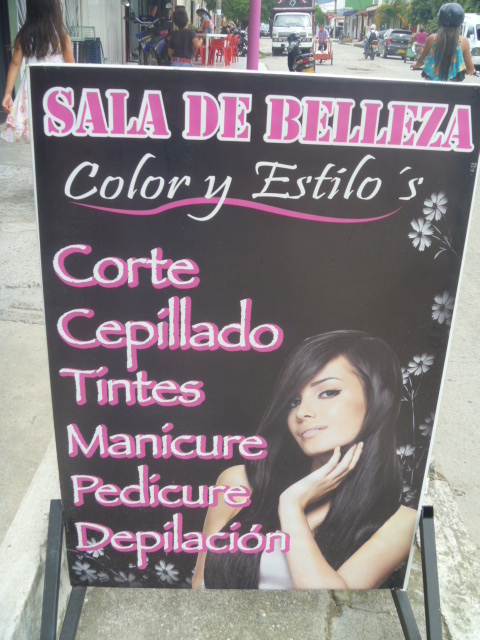 SALA DE BELLEZA
Color y Estilo´s
Corte
Cepillado
Tintes
Manicure
Pedicure
Depilación